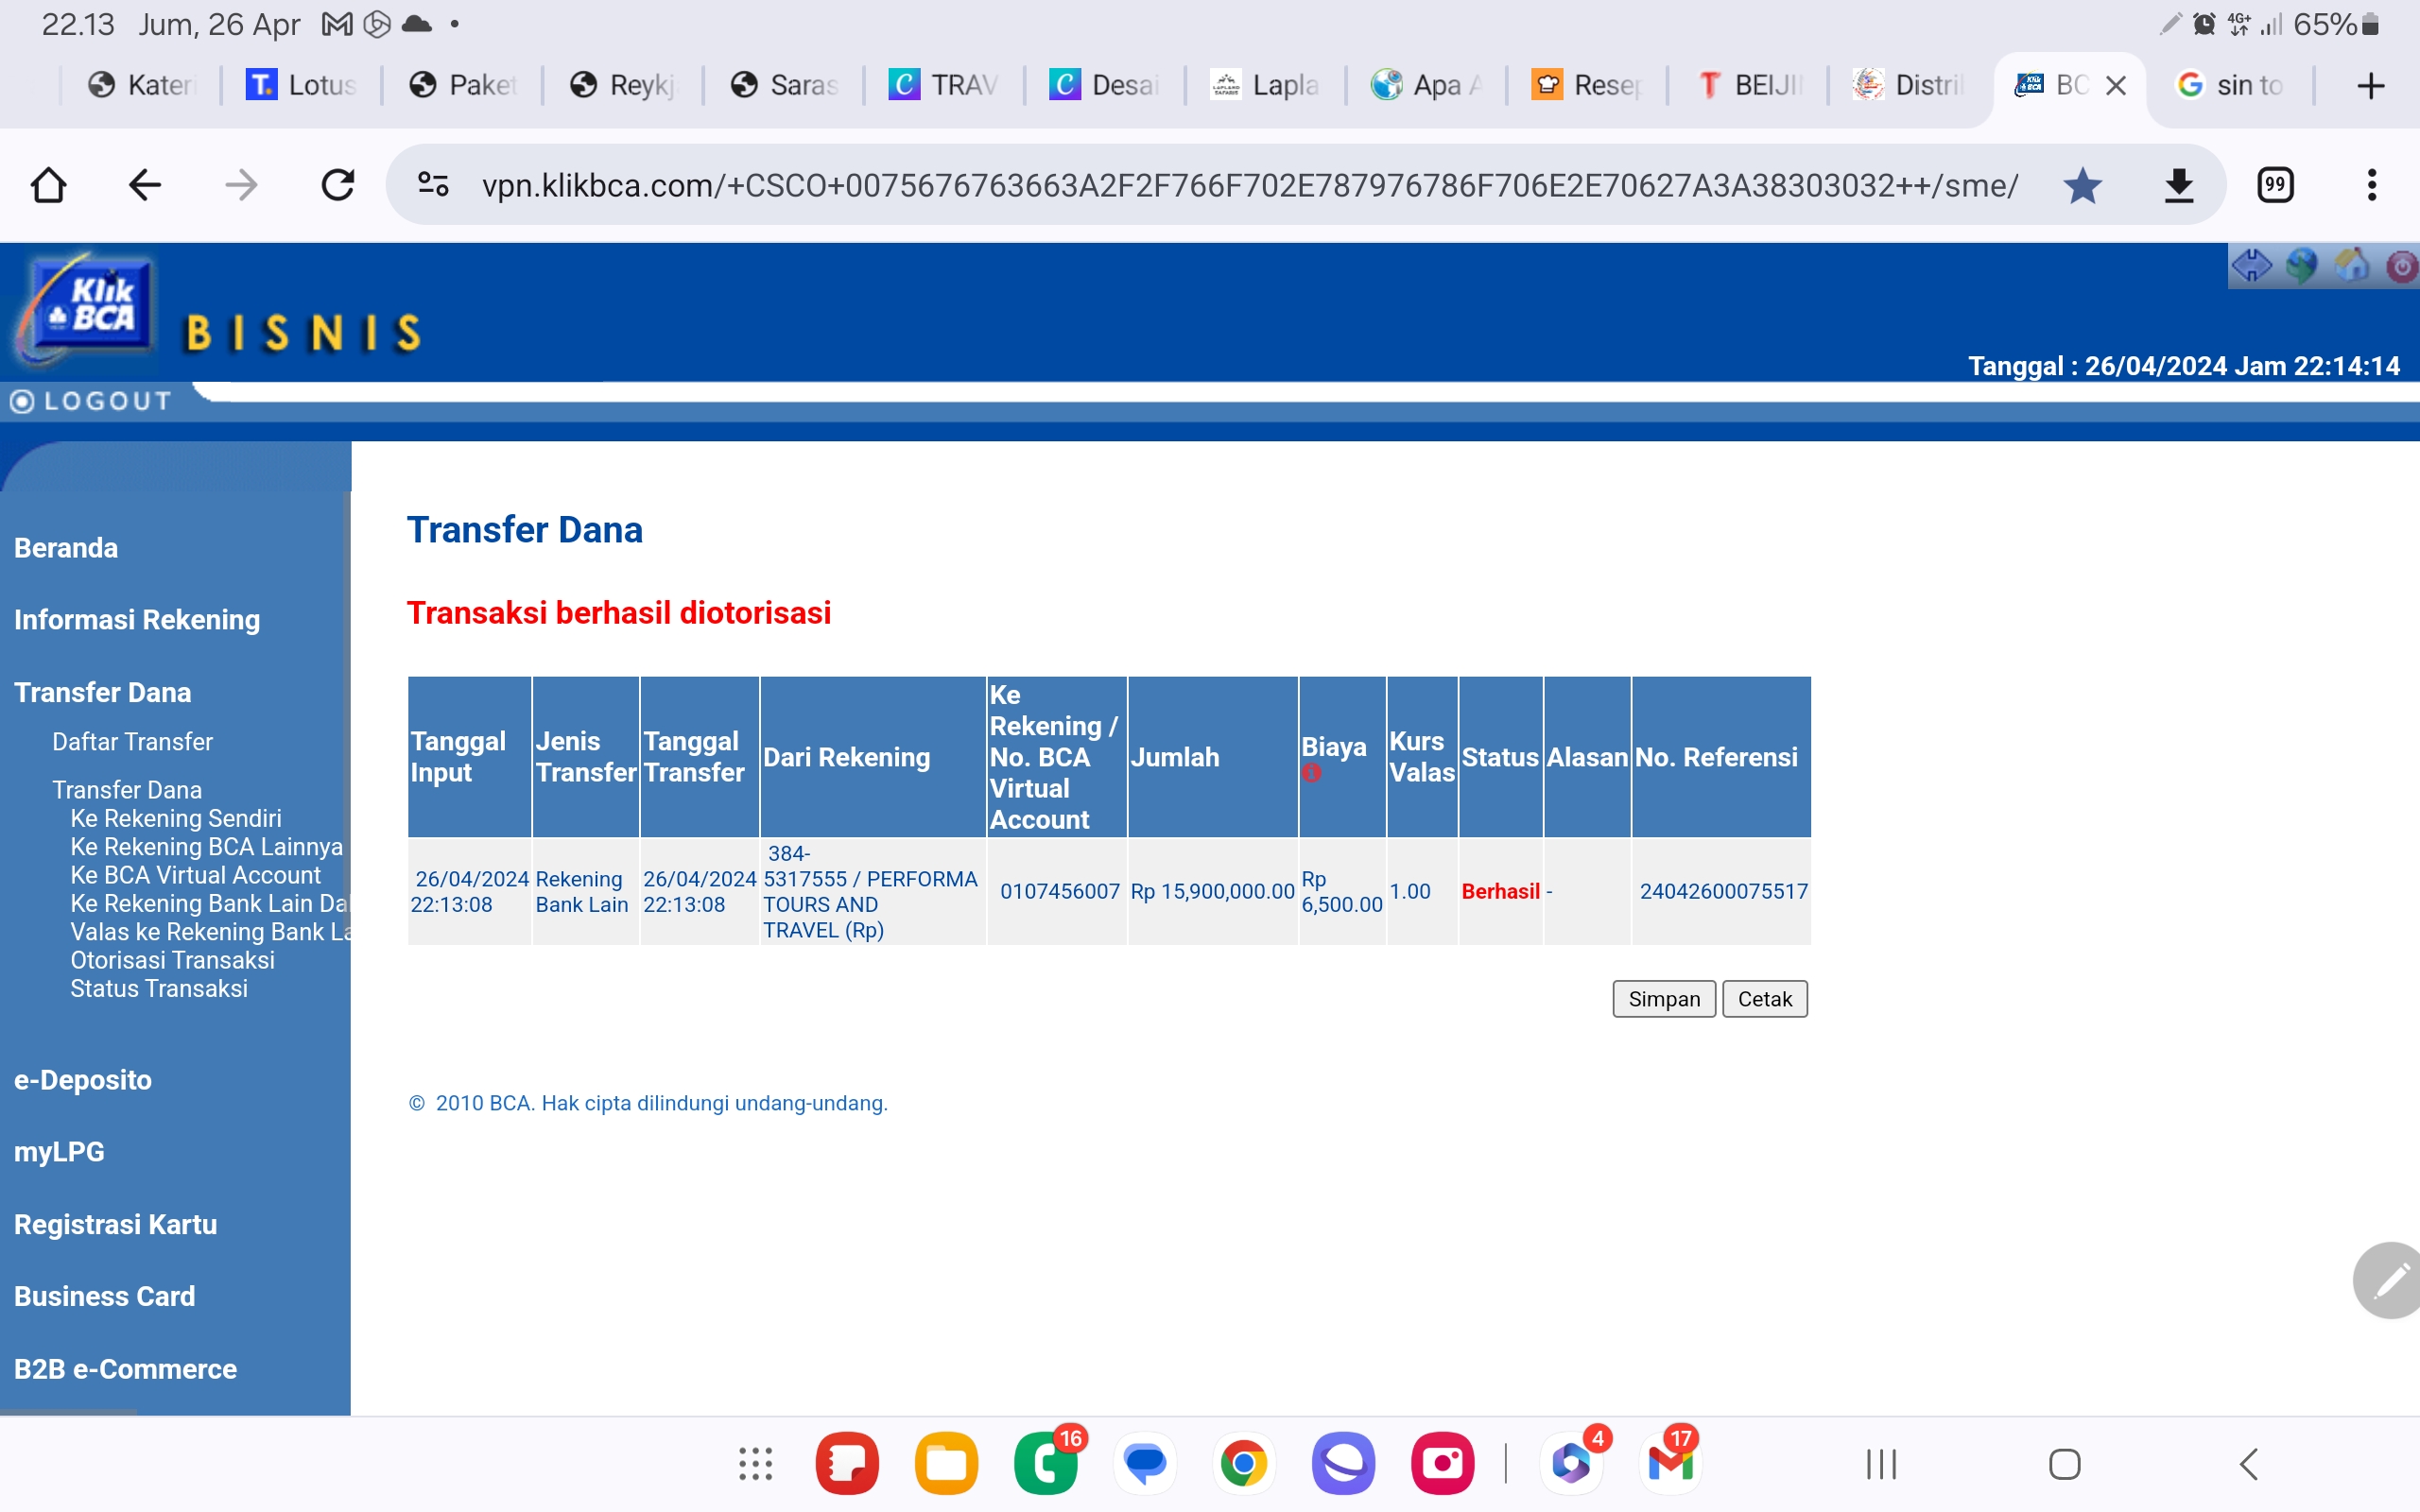 22.13 Jum, 26 Apr
4G+ 65%
Kater Lotus Paket Reykj Saras TRAV Desai Lapla Apa A Resep BEIJI Distril BC sin to
vpn.klikbca.com/+CSCO+0075676763663A2F2F766F702E787976786F706E2E70627A3A38303032++/sme/
99
Klik
BCA
BISNIS
Tanggal : 26/04/2024 Jam 22:14:14
LOGOUT
Beranda
Informasi Rekening
Transfer Dana
Daftar Transfer
Transfer Dana
Ke Rekening Sendiri
Ke Rekening BCA Lainnya
Ke BCA Virtual Account
Ke Rekening Bank Lain Da
Valas ke Rekening Bank La
Otorisasi Transaksi
Status Transaksi
e-Deposito
myLPG
Registrasi Kartu
Business Card
B2B e-Commerce
Transfer Dana
Transaksi berhasil diotorisasi
Tanggal
Input
Jenis
Transfer
Tanggal
Transfer
Dari Rekening
Ke
Rekening /
No. BCA
Virtual
Account
Jumlah
Biaya
Kurs
Valas
Status
Alasan
No. Referensi
26/04/2024
22:13:08
Rekening
Bank Lain
26/04/2024
22:13:08
384-
5317555 / PERFORMA
TOURS AND
TRAVEL (Rp)
0107456007
Rp 15,900,000.00
Rp
6,500.00
1.00
Berhasil
-
24042600075517
Simpan
Cetak
© 2010 BCA. Hak cipta dilindungi undang-undang.
16
4
17